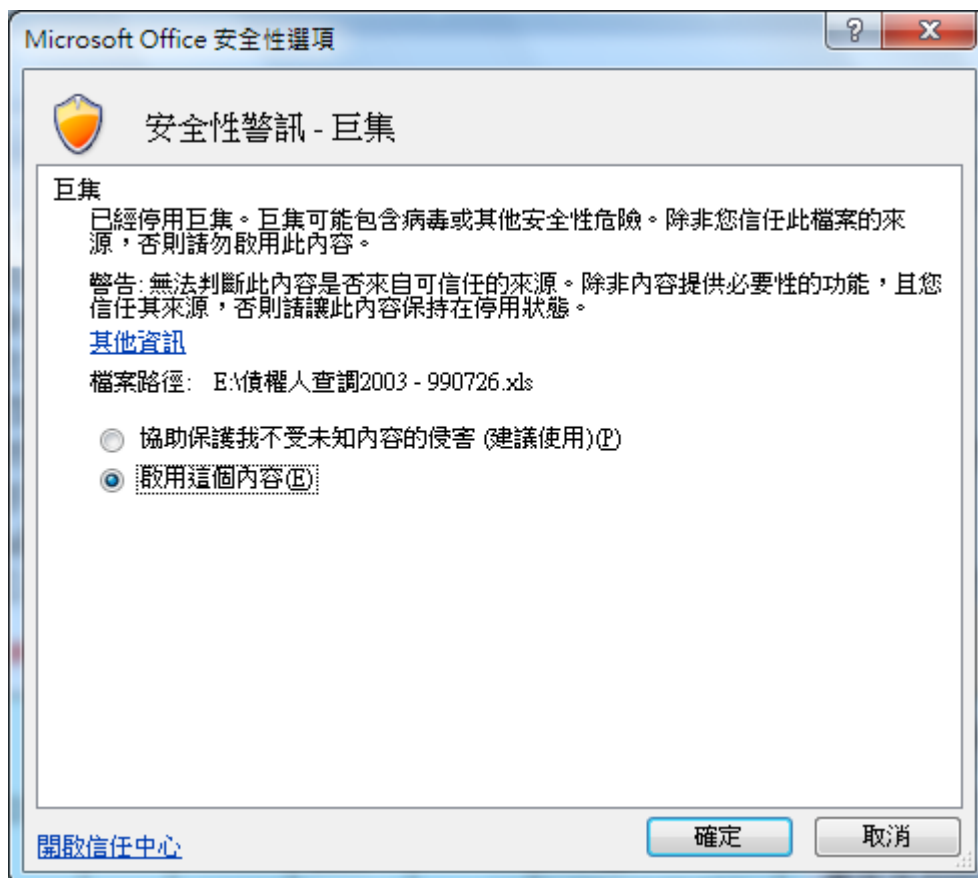 Microsoft Office 安全性選項
安全性警訊 - 巨集
巨集
已經停用巨集。巨集可能包含病毒或其他安全性危險。除非您信任此檔案的來
源，否則請勿啟用此內容。
警告: 無法判斷此內容是否來自可信任的來源。除非內容提供必要性的功能，且您
信任其來源，否則請讓此內容保持在停用狀態。
其他資訊
檔案路徑: E:\債權人查調2003 - 990726.xls
協助保護我不受未知內容的侵害 (建議使用)(P)
啟用這個內容(E)
開啟信任中心
確定
取消